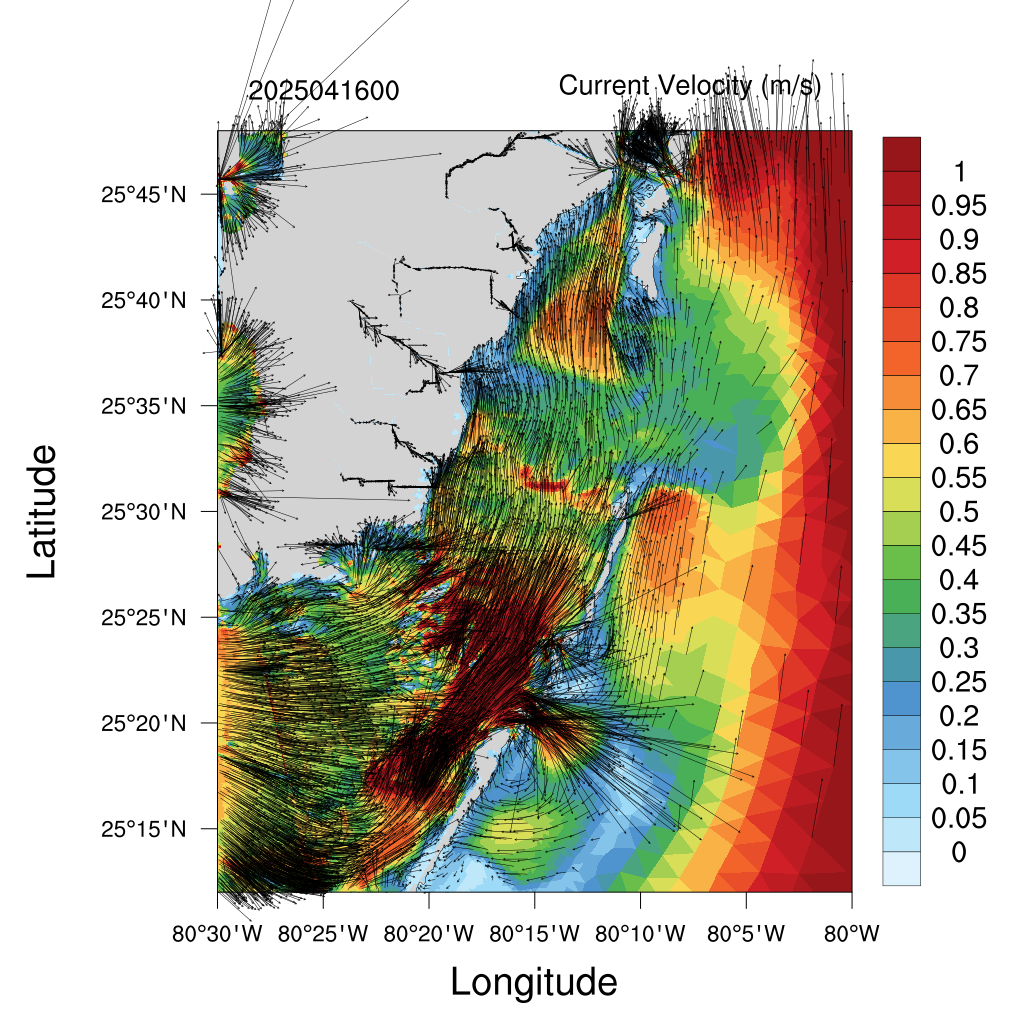 2025041600
Current Velocity (m/s)
25°45'N
25°40'N
25°35'N
25°30'N
25°25'N
25°20'N
25°15'N
Latitude
80°30'W 80°25'W 80°20'W 80°15'W 80°10'W 80°5'W 80°W
Longitude
1
0.95
0.9
0.85
0.8
0.75
0.7
0.65
0.6
0.55
0.5
0.45
0.4
0.35
0.3
0.25
0.2
0.15
0.1
0.05
0